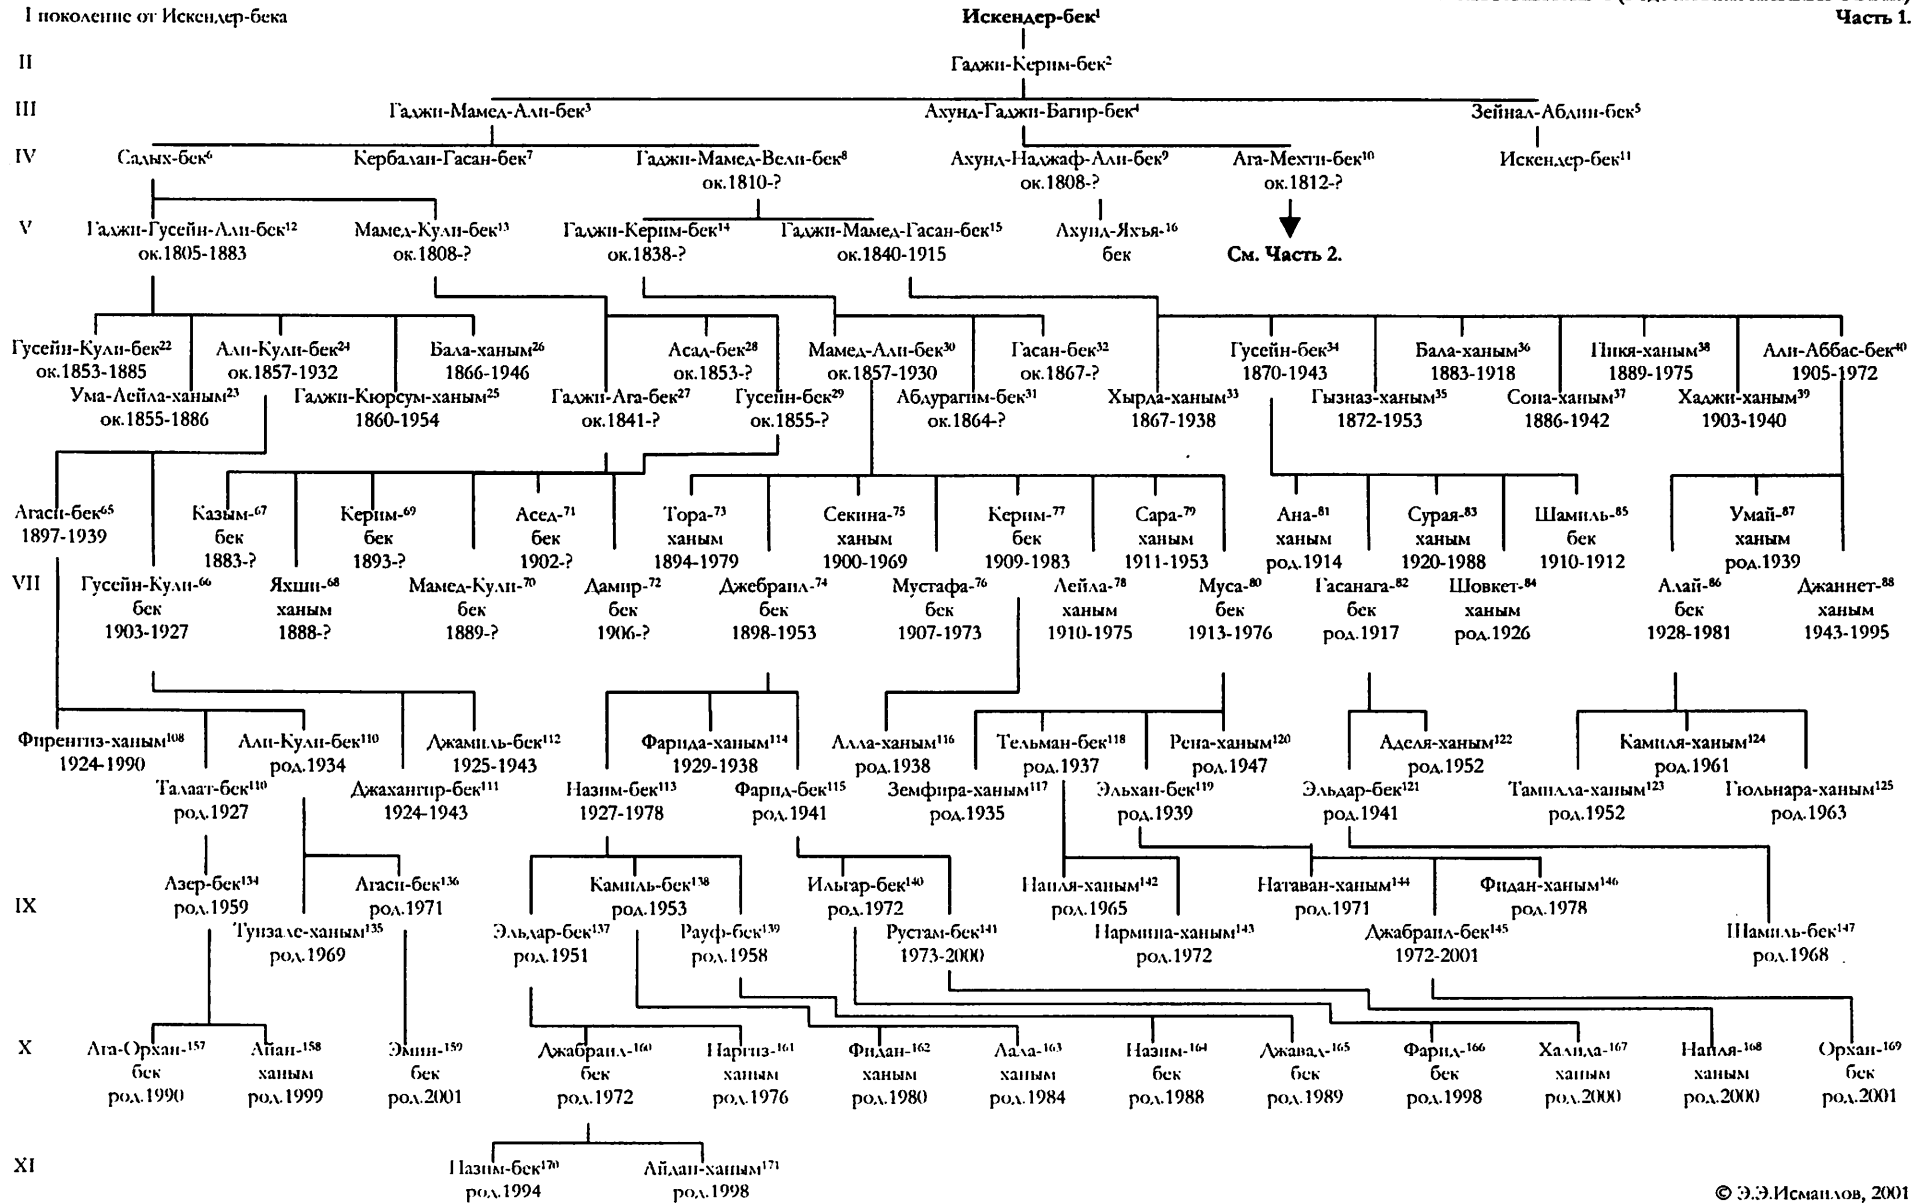 I поколение от Искендер-бека
Искендер-бек¹
Часть 1.
II
Гаджи-Керим-бек²
III
Гаджи-Мамед-Али-бек³
Ахунд-Гаджи-Багир-бек⁴
Зейнал-Абдин-бек⁵
IV
Садых-бек⁶
Кербалаи-Гасан-бек⁷
Гаджи-Мамед-Вели-бек⁸
ок.1810-?
Ахунд-Наджаф-Али-бек⁹
ок.1808-?
Ага-Мехти-бек¹⁰
ок.1812-?
Искендер-бек¹¹
V
Гаджи-Гусейн-Али-бек¹²
ок.1805-1883
Мамед-Кули-бек¹³
ок.1808-?
Гаджи-Керим-бек¹⁴
ок.1838-?
Гаджи-Мамед-Гасан-бек¹⁵
ок.1840-1915
Ахунд-Яхъя-¹⁶
бек
См. Часть 2.
Гусейн-Кули-бек²²
ок.1853-1885
Али-Кули-бек²⁴
ок.1857-1932
Бала-ханым²⁶
1866-1946
Асад-бек²⁸
ок.1853-?
Мамед-Али-бек³⁰
ок.1857-1930
Гасан-бек³²
ок.1867-?
Гусейн-бек³⁴
1870-1943
Бала-ханым³⁶
1883-1918
Пикя-ханым³⁸
1889-1975
Али-Аббас-бек⁴⁰
1905-1972
Ума-Лейла-ханым²³
ок.1855-1886
Гаджи-Кюрсум-ханым²⁵
1860-1954
Гаджи-Ага-бек²⁷
ок.1841-?
Гусейн-бек²⁹
ок.1855-?
Абдурагим-бек³¹
ок.1864-?
Хырда-ханым³³
1867-1938
Гызназ-ханым³⁵
1872-1953
Сона-ханым³⁷
1886-1942
Хаджи-ханым³⁹
1903-1940
Агаси-бек⁶⁵
1897-1939
Казым-⁶⁷
бек
1883-?
Керим-⁶⁹
бек
1893-?
Асед-⁷¹
бек
1902-?
Тора-⁷³
ханым
1894-1979
Секина-⁷⁵
ханым
1900-1969
Керим-⁷⁷
бек
1909-1983
Сара-⁷⁹
ханым
1911-1953
Ана-⁸¹
ханым
род.1914
Сурая-⁸³
ханым
1920-1988
Шамиль-⁸⁵
бек
1910-1912
Умай-⁸⁷
ханым
род.1939
VII
Гусейн-Кули-⁶⁶
бек
1903-1927
Яхши-⁶⁸
ханым
1888-?
Мамед-Кули-⁷⁰
бек
1889-?
Дамир-⁷²
бек
1906-?
Джебраил-⁷⁴
бек
1898-1953
Мустафа-⁷⁶
бек
1907-1973
Лейла-⁷⁸
ханым
1910-1975
Муса-⁸⁰
бек
1913-1976
Гасанага-⁸²
бек
род.1917
Шовкет-⁸⁴
ханым
род.1926
Алай-⁸⁶
бек
1928-1981
Джаннет-⁸⁸
ханым
1943-1995
Фиренгиз-ханым¹⁰⁸
1924-1990
Али-Кули-бек¹¹⁰
род.1934
Джамиль-бек¹¹²
1925-1943
Фарида-ханым¹¹⁴
1929-1938
Алла-ханым¹¹⁶
род.1938
Тельман-бек¹¹⁸
род.1937
Рена-ханым¹²⁰
род.1947
Аделя-ханым¹²²
род.1952
Камиля-ханым¹²⁴
род.1961
Талаат-бек¹¹⁰
род.1927
Джахангир-бек¹¹¹
1924-1943
Назим-бек¹¹³
1927-1978
Фарид-бек¹¹⁵
род.1941
Земфира-ханым¹¹⁷
род.1935
Эльхан-бек¹¹⁹
род.1939
Эльдар-бек¹²¹
род.1941
Тамилла-ханым¹²³
род.1952
Гюльнара-ханым¹²⁵
род.1963
IX
Азер-бек¹³⁴
род.1959
Агаси-бек¹³⁶
род.1971
Камиль-бек¹³⁸
род.1953
Ильгар-бек¹⁴⁰
род.1972
Наиля-ханым¹⁴²
род.1965
Натаван-ханым¹⁴⁴
род.1971
Фидан-ханым¹⁴⁶
род.1978
Тунзале-ханым¹³⁵
род.1969
Эльдар-бек¹³⁷
род.1951
Рауф-бек¹³⁹
род.1958
Рустам-бек¹⁴¹
1973-2000
Нармина-ханым¹⁴³
род.1972
Джабраил-бек¹⁴⁵
1972-2001
Шамиль-бек¹⁴⁷
род.1968
X
Ага-Орхан-¹⁵⁷
бек
род.1990
Айан-¹⁵⁸
ханым
род.1999
Эмин-¹⁵⁹
бек
род.2001
Джабраил-¹⁶⁰
бек
род.1972
Наргиз-¹⁶¹
ханым
род.1976
Фидан-¹⁶²
ханым
род.1980
Лала-¹⁶³
ханым
род.1984
Назим-¹⁶⁴
бек
род.1988
Джавад-¹⁶⁵
бек
род.1989
Фарид-¹⁶⁶
бек
род.1998
Халида-¹⁶⁷
ханым
род.2000
Наиля-¹⁶⁸
ханым
род.2000
Орхан-¹⁶⁹
бек
род.2001
XI
Назим-бек¹⁷⁰
род.1994
Айдан-ханым¹⁷¹
род.1998
© Э.Э.Исмаилов, 2001